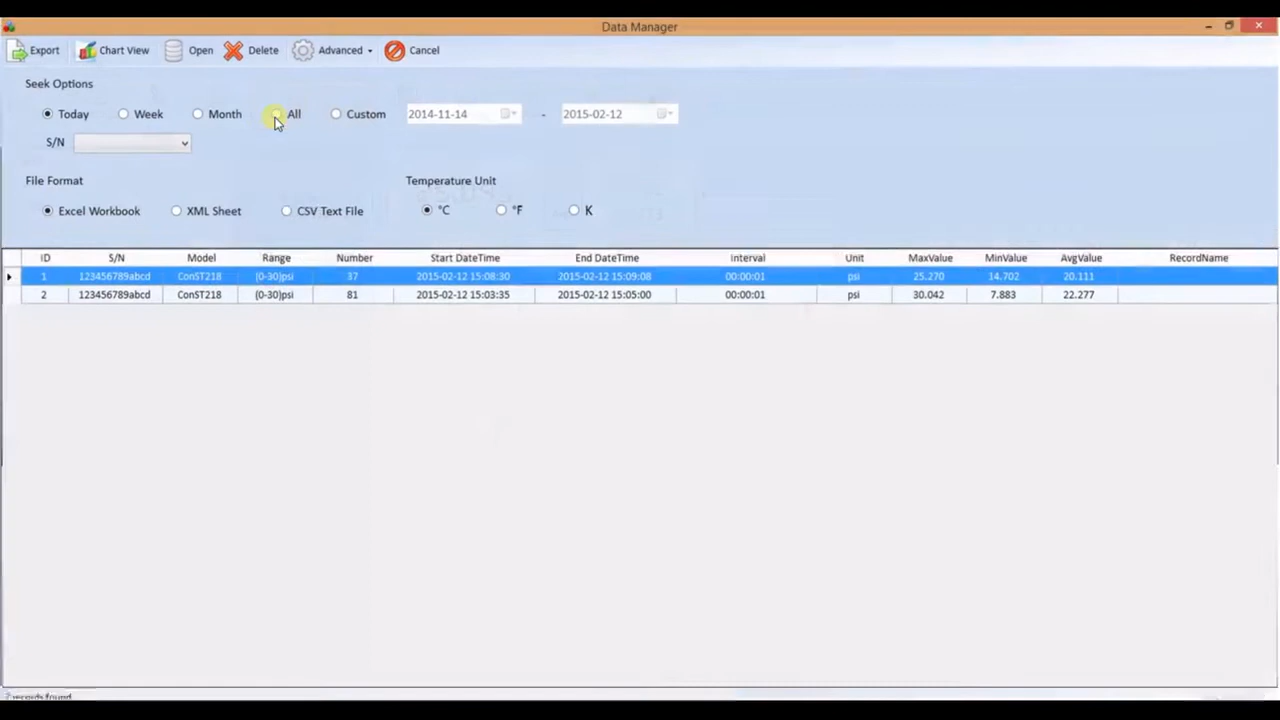 Data Manager
Export Chart View Open Delete Advanced Cancel
Seek Options
Today Week Month All Custom 2014-11-14 - 2015-02-12
S/N
File Format Temperature Unit
Excel Workbook XML Sheet CSV Text File °C °F K
ID S/N Model Range Number Start DateTime End DateTime Interval Unit MaxValue MinValue AvgValue RecordName
1 123456789abcd ConST218 (0-30)psi 37 2015-02-12 15:08:30 2015-02-12 15:09:08 00:00:01 psi 25.270 14.702 20.111
2 123456789abcd ConST218 (0-30)psi 81 2015-02-12 15:03:35 2015-02-12 15:05:00 00:00:01 psi 30.042 7.883 22.277
2 records found